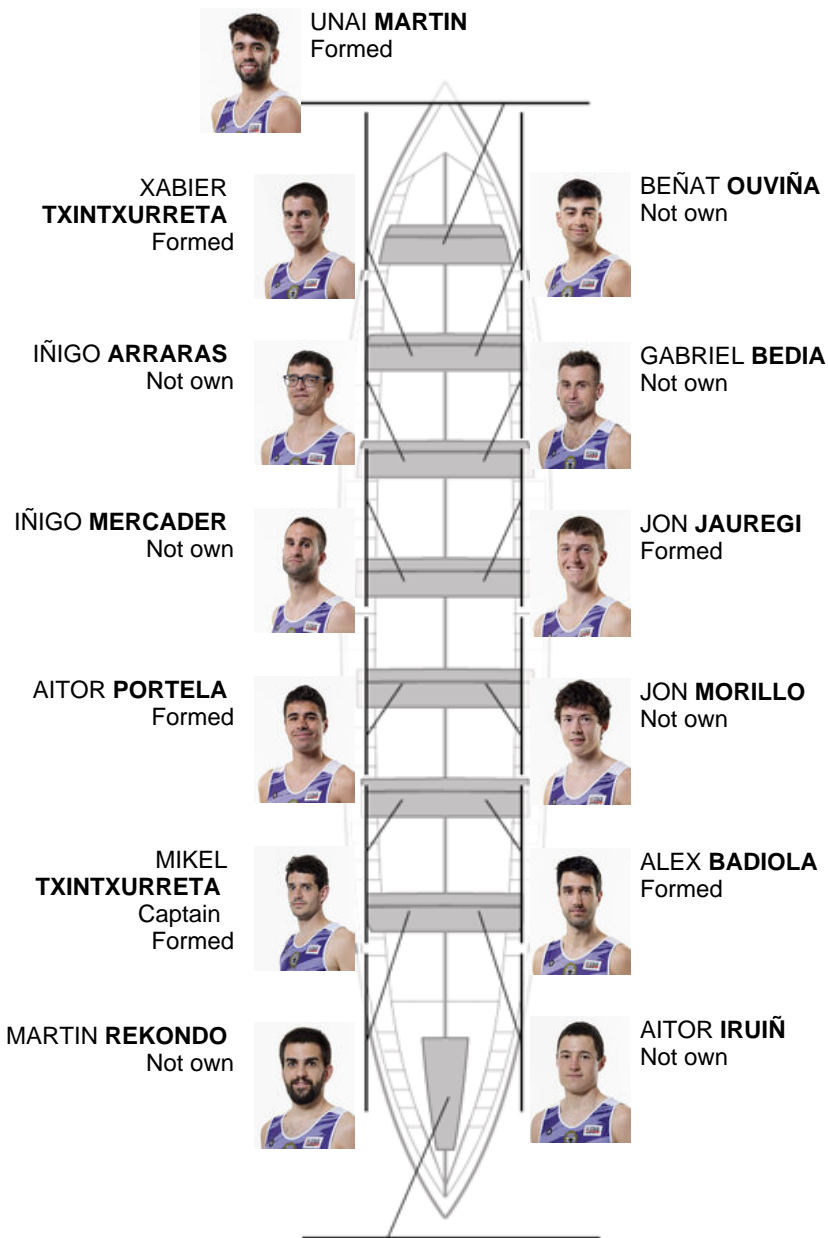 UNAI MARTIN
Formed
XABIER
TXINTXURRETA
Formed
BEÑAT OUVIÑA
Not own
IÑIGO ARRARAS
Not own
GABRIEL BEDIA
Not own
IÑIGO MERCADER
Not own
JON JAUREGI
Formed
AITOR PORTELA
Formed
JON MORILLO
Not own
MIKEL
TXINTXURRETA
Captain
Formed
ALEX BADIOLA
Formed
MARTIN REKONDO
Not own
AITOR IRUIÑ
Not own